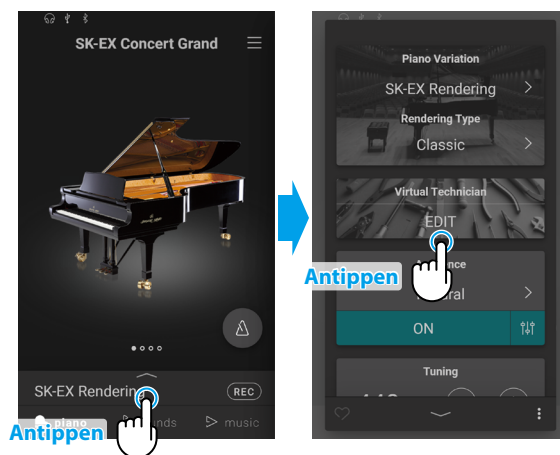 SK-EX Concert Grand
SK-EX Rendering
REC
piano
music
Antippen
Piano Variation
SK-EX Rendering
Rendering Type
Classic
Virtual Technician
EDIT
Antippen
ON
Tuning